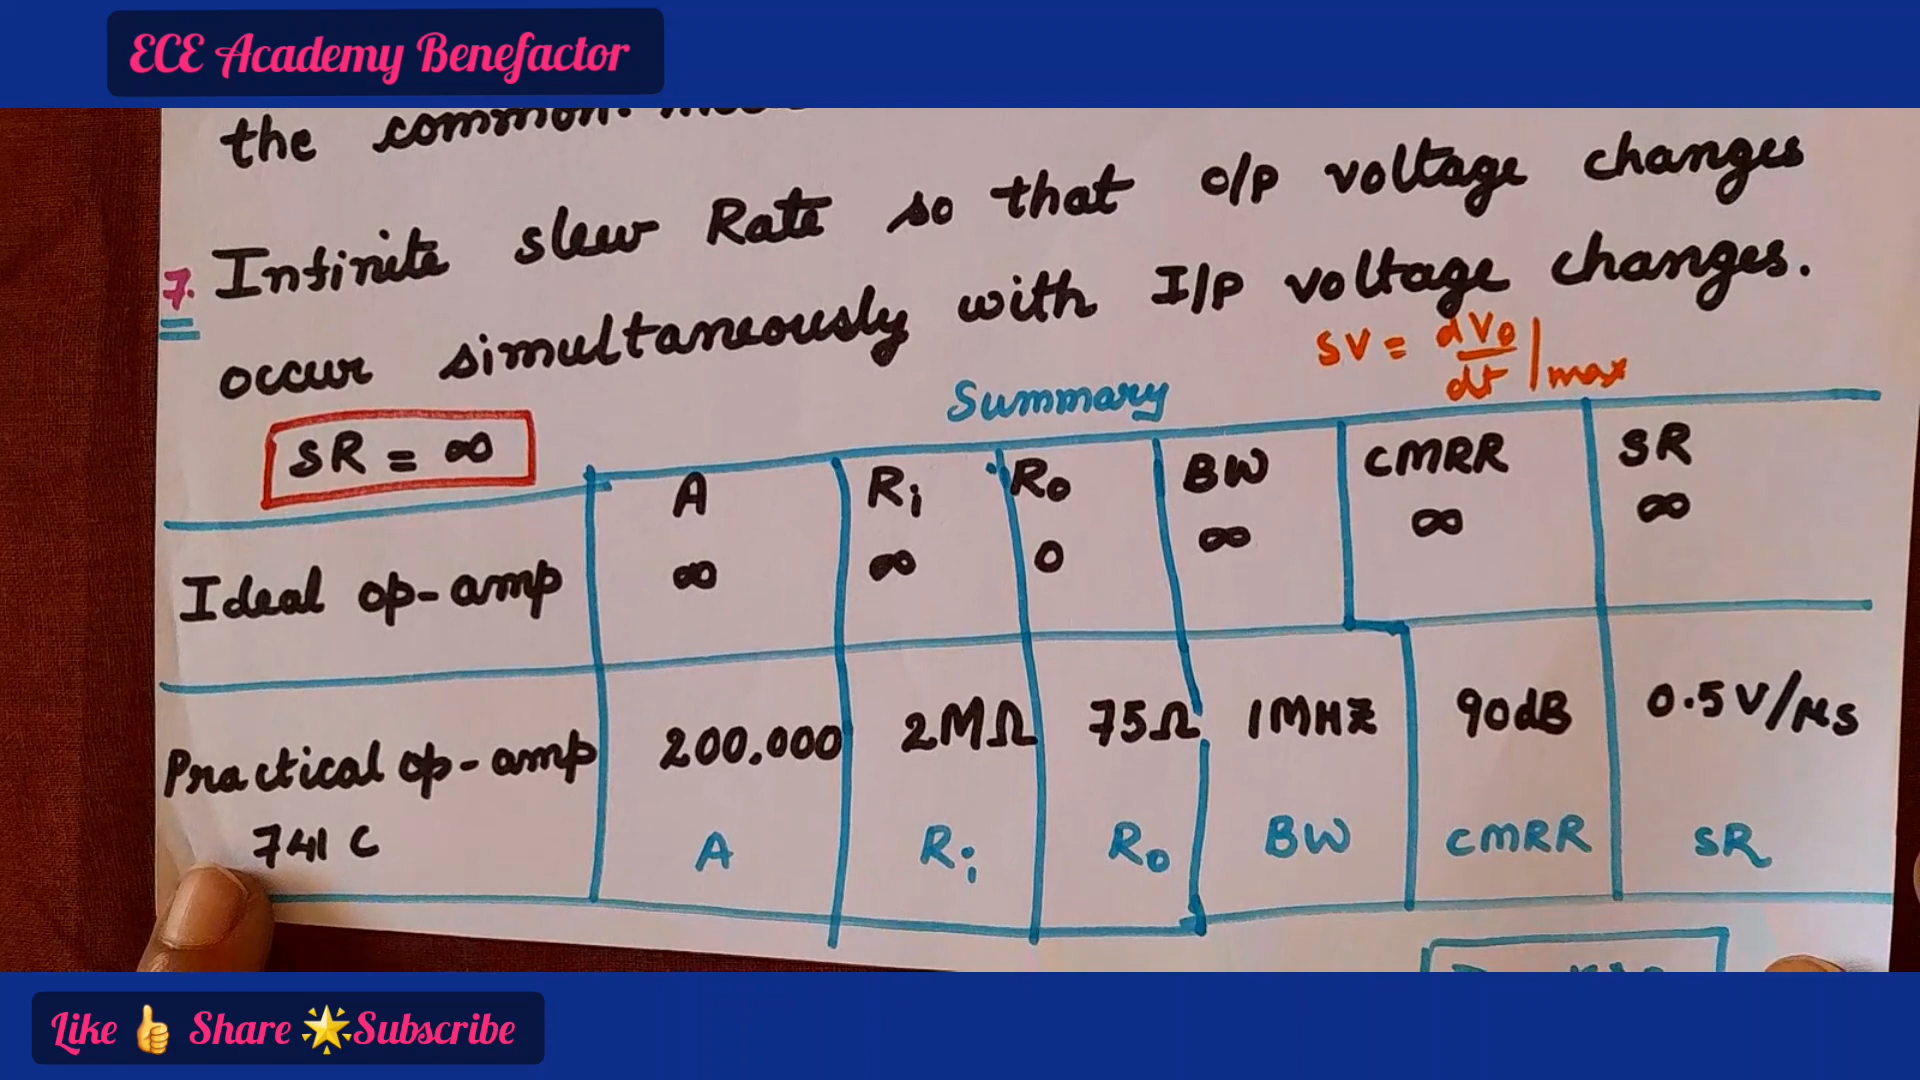 ECE Academy Benefactor
the common
7. Infinite slew Rate so that o/p voltage changes
occur simultaneously with I/p voltage changes.
SV = dVo/dt |max
Summary
SR = ∞
A Ri Ro BW CMRR SR
Ideal op-amp ∞ ∞ 0 ∞ ∞ ∞
Practical op-amp 200.000 2MΩ 75Ω 1MHZ 90dB 0.5V/μs
741 C A Ri Ro BW CMRR SR
Like 👍 Share 🌟Subscribe